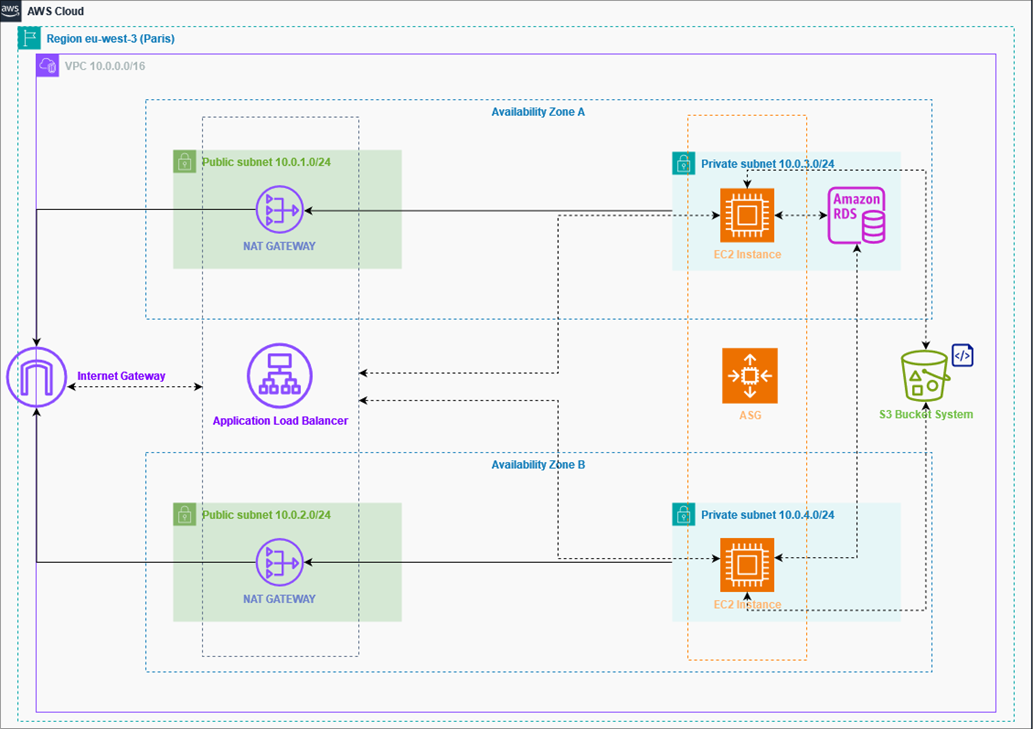 aws
AWS Cloud
Region eu-west-3 (Paris)
VPC 10.0.0.0/16
Availability Zone A
Public subnet 10.0.1.0/24
Private subnet 10.0.3.0/24
Amazon
RDS
NAT GATEWAY
EC2 Instance
</>
Internet Gateway
Application Load Balancer
ASG
S3 Bucket System
Availability Zone B
Public subnet 10.0.2.0/24
Private subnet 10.0.4.0/24
NAT GATEWAY
EC2 Instance